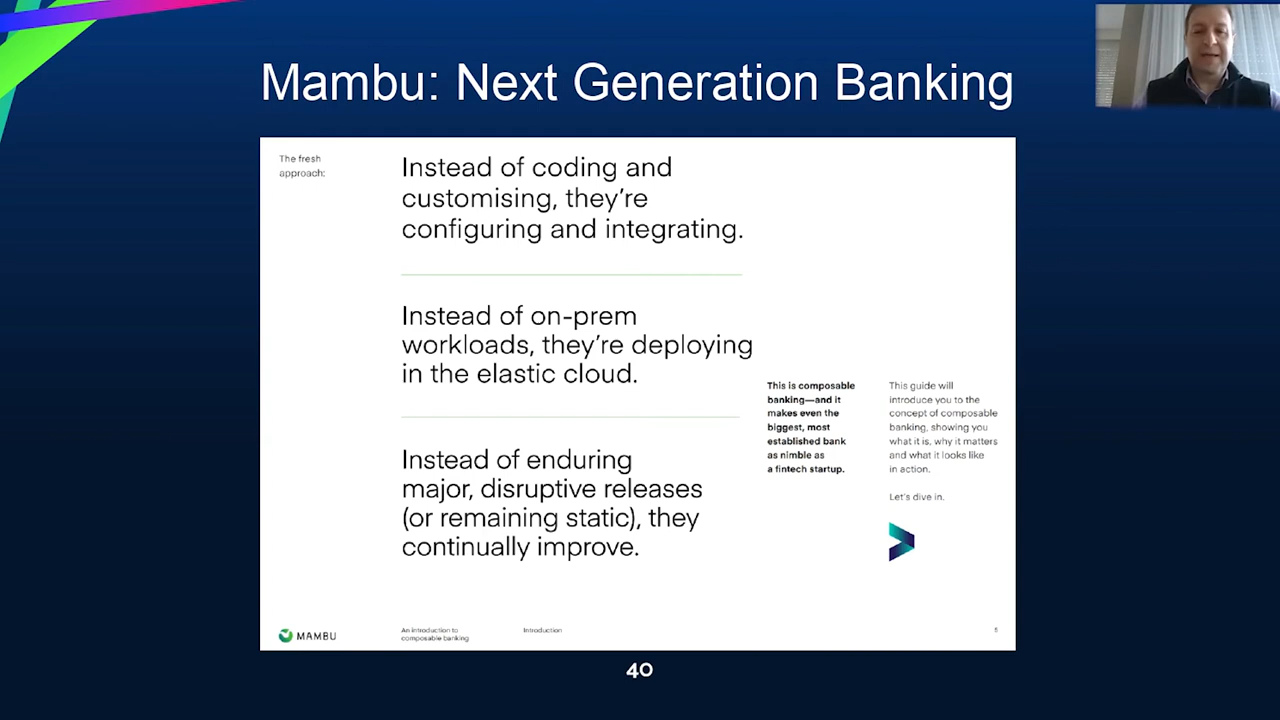 Mambu: Next Generation Banking
The fresh
approach:
Instead of coding and
customising, they're
configuring and integrating.
Instead of on-prem
workloads, they're deploying
in the elastic cloud.
Instead of enduring
major, disruptive releases
(or remaining static), they
continually improve.
This is composable
banking—and it
makes even the
biggest, most
established bank
as nimble as
a fintech startup.
This guide will
introduce you to the
concept of composable
banking, showing you
what it is, why it matters
and what it looks like
in action.
Let's dive in.
MAMBU
An introduction to
composable banking
Introduction
40